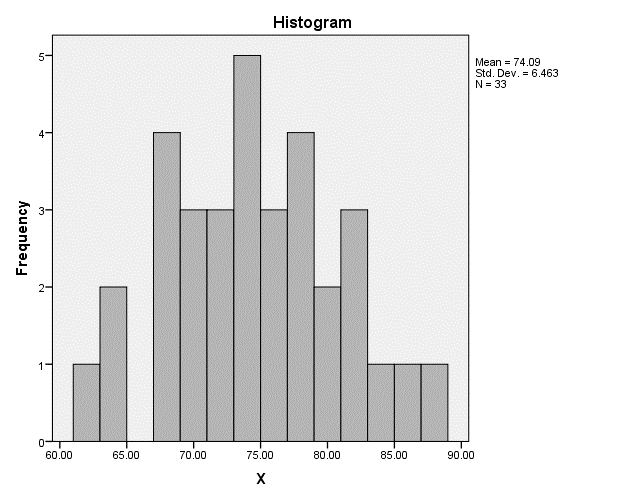 Histogram
Mean = 74.09
Std. Dev. = 6.463
N = 33
5
4
3
2
1
0
Frequency
60.00 65.00 70.00 75.00 80.00 85.00 90.00
X